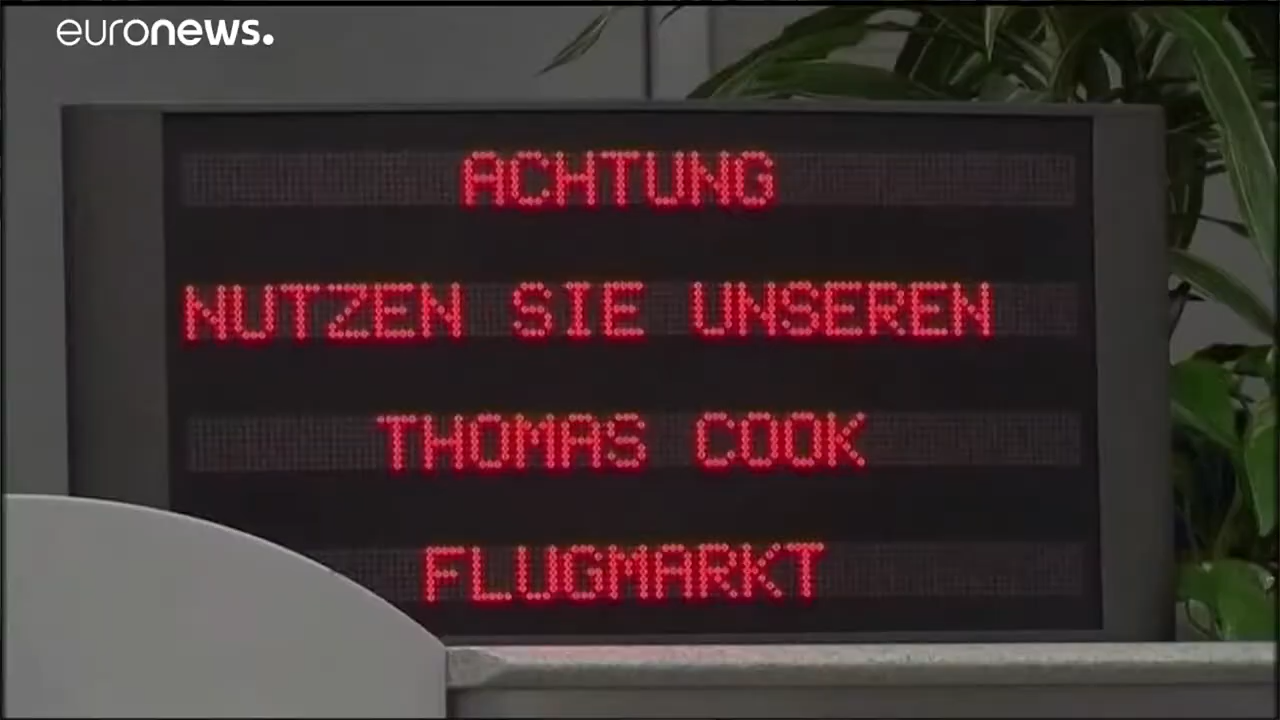 euronews.
ACHTUNG
NUTZEN SIE UNSEREN
THOMAS COOK
FLUGMARKT